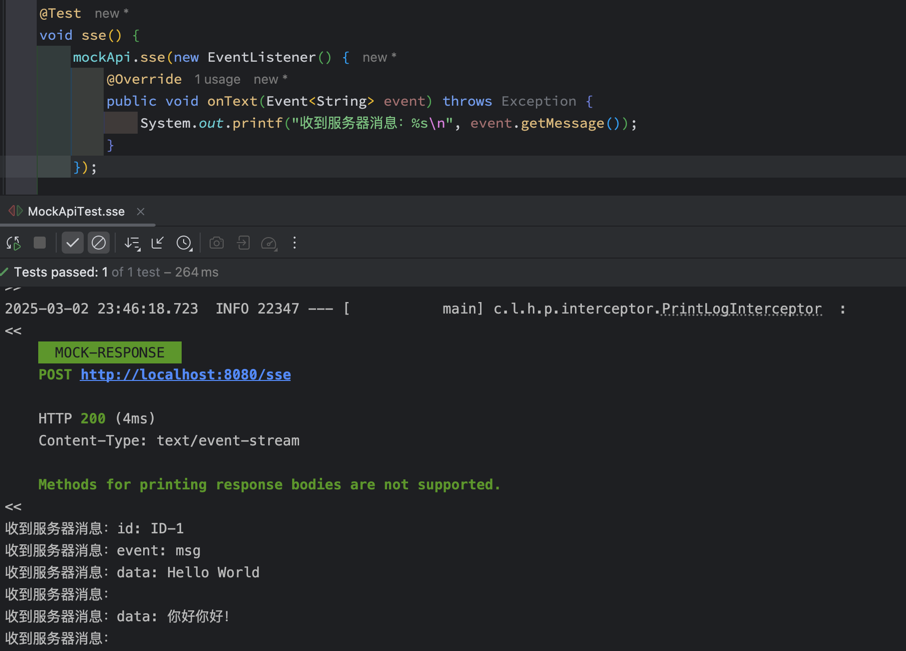 @Test new *
void sse() {
mockApi.sse(new EventListener() { new *
@Override 1 usage new *
public void onText(Event<String> event) throws Exception {
System.out.printf("收到服务器消息: %s\n", event.getMessage());
}
});
MockApiTest.sse
Tests passed: 1 of 1 test – 264 ms
>>
2025-03-02 23:46:18.723  INFO 22347 --- [           main] c.l.h.p.interceptor.PrintLogInterceptor  :
<<
MOCK-RESPONSE
POST http://localhost:8080/sse
HTTP 200 (4ms)
Content-Type: text/event-stream
Methods for printing response bodies are not supported.
<<
收到服务器消息: id: ID-1
收到服务器消息: event: msg
收到服务器消息: data: Hello World
收到服务器消息:
收到服务器消息: data: 你好你好!
收到服务器消息: